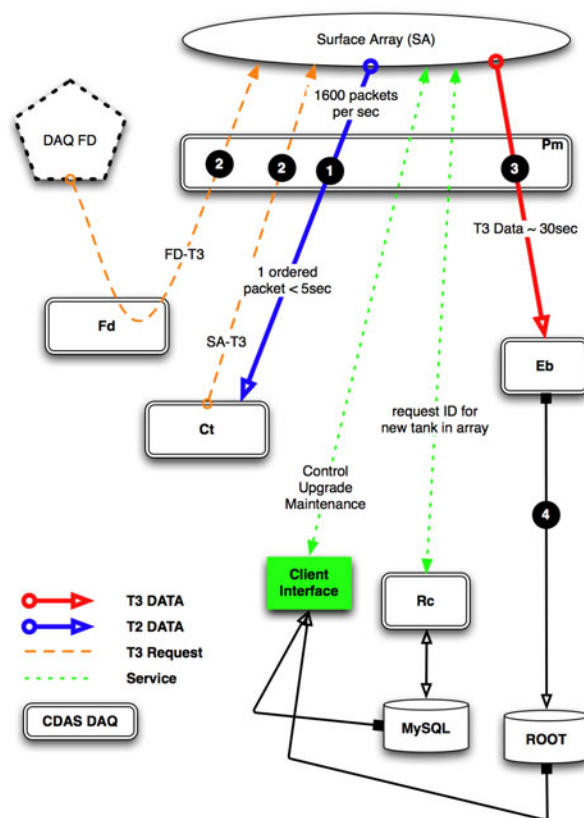 Surface Array (SA)
1600 packets
per sec
DAQ FD
Pm
2
2
1
3
T3 Data ~ 30sec
FD-T3
1 ordered
packet < 5sec
Fd
SA-T3
Eb
Ct
request ID for
new tank in array
Control
Upgrade
Maintenance
4
Client
Interface
Rc
T3 DATA
T2 DATA
T3 Request
Service
CDAS DAQ
MySQL
ROOT